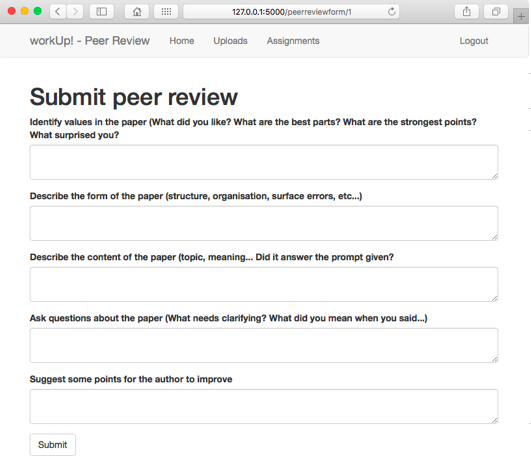 127.0.0.1:5000/peerreviewform/1
workUp! - Peer Review Home Uploads Assignments Logout
Submit peer review
Identify values in the paper (What did you like? What are the best parts? What are the strongest points?
What surprised you?
Describe the form of the paper (structure, organisation, surface errors, etc...)
Describe the content of the paper (topic, meaning... Did it answer the prompt given?
Ask questions about the paper (What needs clarifying? What did you mean when you said...)
Suggest some points for the author to improve
Submit